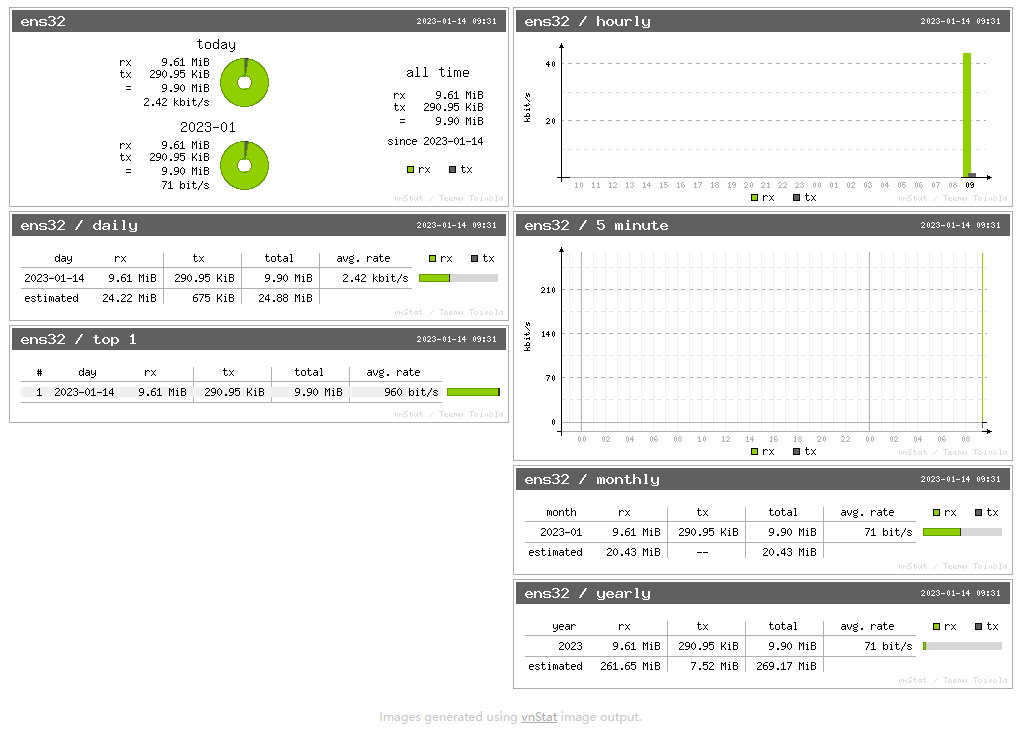 ens32 2023-01-14 09:31
today
rx 9.61 MiB
tx 290.95 KiB
= 9.90 MiB
2.42 kbit/s
2023-01
rx 9.61 MiB
tx 290.95 KiB
= 9.90 MiB
71 bit/s
all time
rx 9.61 MiB
tx 290.95 KiB
= 9.90 MiB
since 2023-01-14
rx tx
vnStat / Teemu Toivola
ens32 / daily 2023-01-14 09:31
day rx tx total avg. rate rx tx
2023-01-14 9.61 MiB 290.95 KiB 9.90 MiB 2.42 kbit/s
estimated 24.22 MiB 675 KiB 24.88 MiB
vnStat / Teemu Toivola
ens32 / top 1 2023-01-14 09:31
# day rx tx total avg. rate
1 2023-01-14 9.61 MiB 290.95 KiB 9.90 MiB 960 bit/s
vnStat / Teemu Toivola
ens32 / hourly 2023-01-14 09:31
kbit/s
40
20
10 11 12 13 14 15 16 17 18 19 20 21 22 23 00 01 02 03 04 05 06 07 08 09
rx tx
vnStat / Teemu Toivola
ens32 / 5 minute 2023-01-14 09:31
kbit/s
210
140
70
0
00 02 04 06 08 10 12 14 16 18 20 22 00 02 04 06 08
rx tx
vnStat / Teemu Toivola
ens32 / monthly 2023-01-14 09:31
month rx tx total avg. rate rx tx
2023-01 9.61 MiB 290.95 KiB 9.90 MiB 71 bit/s
estimated 20.43 MiB -- 20.43 MiB
vnStat / Teemu Toivola
ens32 / yearly 2023-01-14 09:31
year rx tx total avg. rate rx tx
2023 9.61 MiB 290.95 KiB 9.90 MiB 71 bit/s
estimated 261.65 MiB 7.52 MiB 269.17 MiB
vnStat / Teemu Toivola
Images generated using vnStat image output.